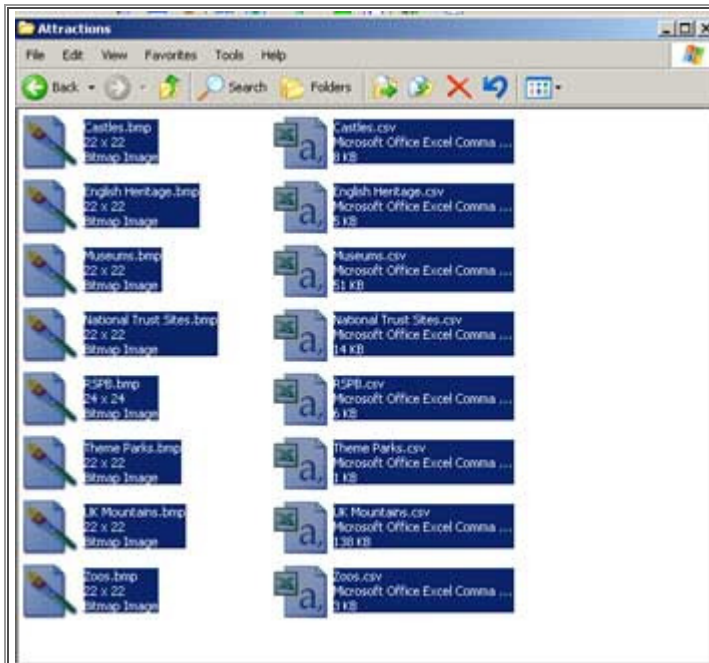 Attractions
File Edit View Favorites Tools Help
Back Search Folders
Castles.bmp
22 x 22
Bitmap Image
Castles.csv
Microsoft Office Excel Comma ...
8 KB
English Heritage.bmp
22 x 22
Bitmap Image
English Heritage.csv
Microsoft Office Excel Comma ...
5 KB
Museums.bmp
22 x 22
Bitmap Image
Museums.csv
Microsoft Office Excel Comma ...
51 KB
National Trust Sites.bmp
22 x 22
Bitmap Image
National Trust Sites.csv
Microsoft Office Excel Comma ...
14 KB
RSPB.bmp
24 x 24
Bitmap Image
RSPB.csv
Microsoft Office Excel Comma ...
6 KB
Theme Parks.bmp
22 x 22
Bitmap Image
Theme Parks.csv
Microsoft Office Excel Comma ...
1 KB
UK Mountains.bmp
22 x 22
Bitmap Image
UK Mountains.csv
Microsoft Office Excel Comma ...
138 KB
Zoos.bmp
22 x 22
Bitmap Image
Zoos.csv
Microsoft Office Excel Comma ...
3 KB